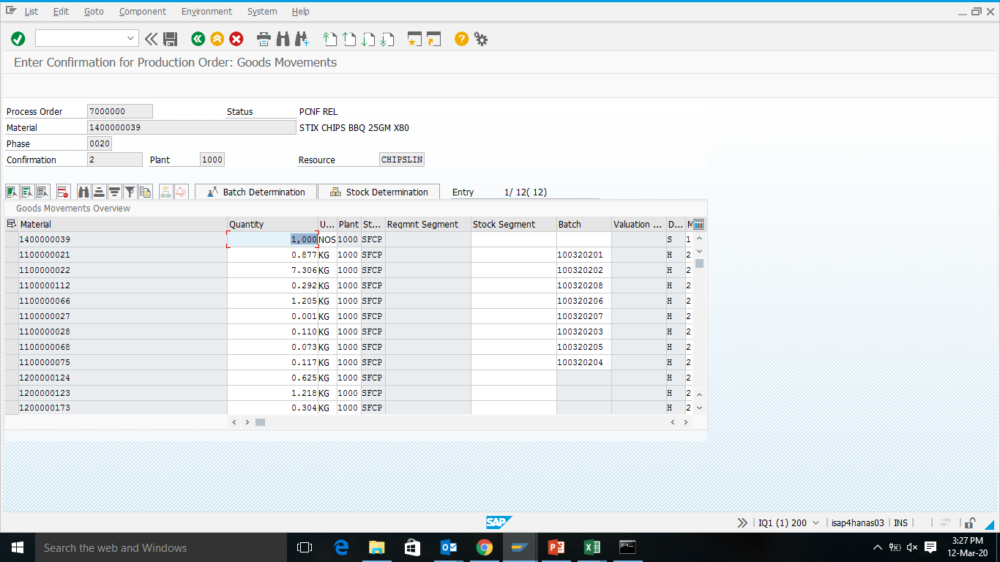 List Edit Goto Component Environment System Help
Enter Confirmation for Production Order: Goods Movements
Process Order 7000000 Status PCNF REL
Material 1400000039 STIX CHIPS BBQ 25GM X80
Phase 0020
Confirmation 2 Plant 1000 Resource CHIPSLIN
Batch Determination Stock Determination Entry 1/ 12( 12)
Goods Movements Overview
Material Quantity U... Plant St... Reqmnt Segment Stock Segment Batch Valuation ... D... M
1400000039 1,000 NOS 1000 SFCP S 1
1100000021 0.877 KG 1000 SFCP 100320201 H 2
1100000022 7.306 KG 1000 SFCP 100320202 H 2
1100000112 0.292 KG 1000 SFCP 100320208 H 2
1100000066 1.205 KG 1000 SFCP 100320206 H 2
1100000027 0.001 KG 1000 SFCP 100320207 H 2
1100000028 0.110 KG 1000 SFCP 100320203 H 2
1100000068 0.073 KG 1000 SFCP 100320205 H 2
1100000075 0.117 KG 1000 SFCP 100320204 H 2
1200000124 0.625 KG 1000 SFCP H 2
1200000123 1.218 KG 1000 SFCP H 2
1200000173 0.304 KG 1000 SFCP H 2
SAP IQ1 (1) 200 isap4hanas03 INS
Search the web and Windows
3:27 PM
12-Mar-20